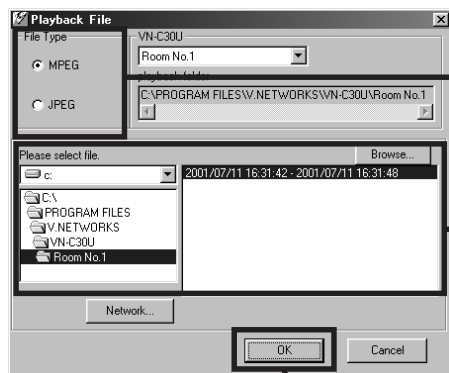 Playback File
File Type
VN-C30U
MPEG
Room No.1
playback folder
C:\PROGRAM FILES\V.NETWORKS\VN-C30U\Room No.1
JPEG
Please select file.
Browse...
c:
2001/07/11 16:31:42 - 2001/07/11 16:31:48
C:\
PROGRAM FILES
V.NETWORKS
VN-C30U
Room No.1
Network...
OK
Cancel